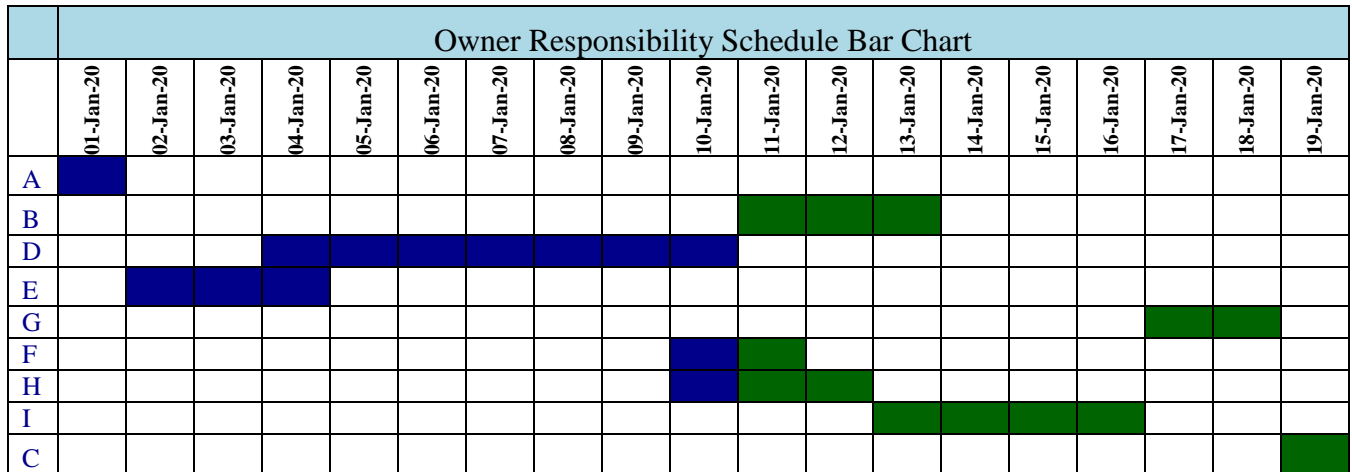 Owner Responsibility Schedule Bar Chart
01-Jan-20 02-Jan-20 03-Jan-20 04-Jan-20 05-Jan-20 06-Jan-20 07-Jan-20 08-Jan-20 09-Jan-20 10-Jan-20 11-Jan-20 12-Jan-20 13-Jan-20 14-Jan-20 15-Jan-20 16-Jan-20 17-Jan-20 18-Jan-20 19-Jan-20
A
B
D
E
G
F
H
I
C